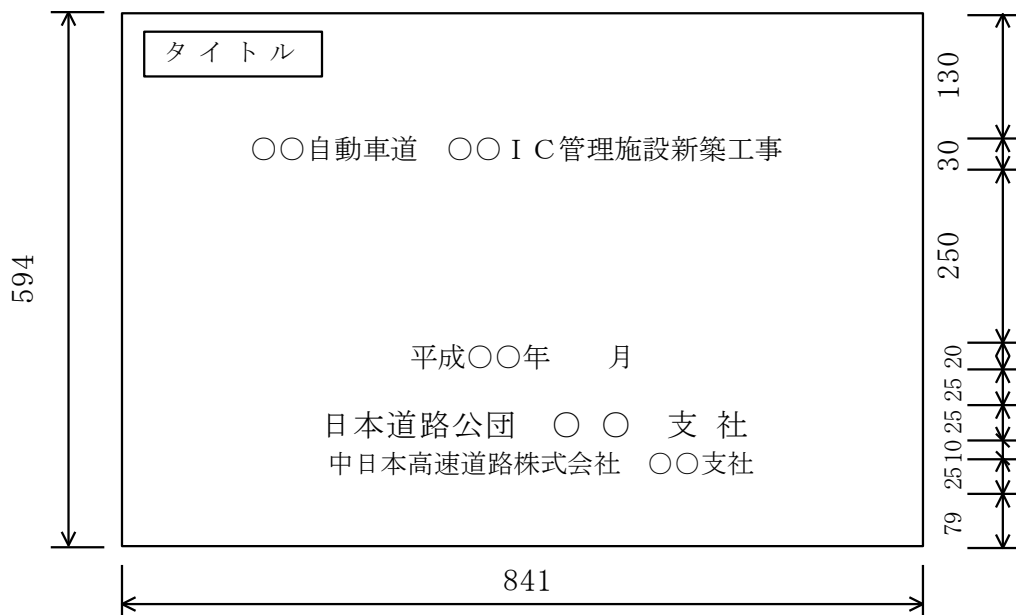 タイトル
○○自動車道　○○ＩＣ管理施設新築工事
平成○○年　　月
日本道路公団　○ ○　支 社
中日本高速道路株式会社　○○支社
594
841
130
30
250
20
25
25
10
25
79